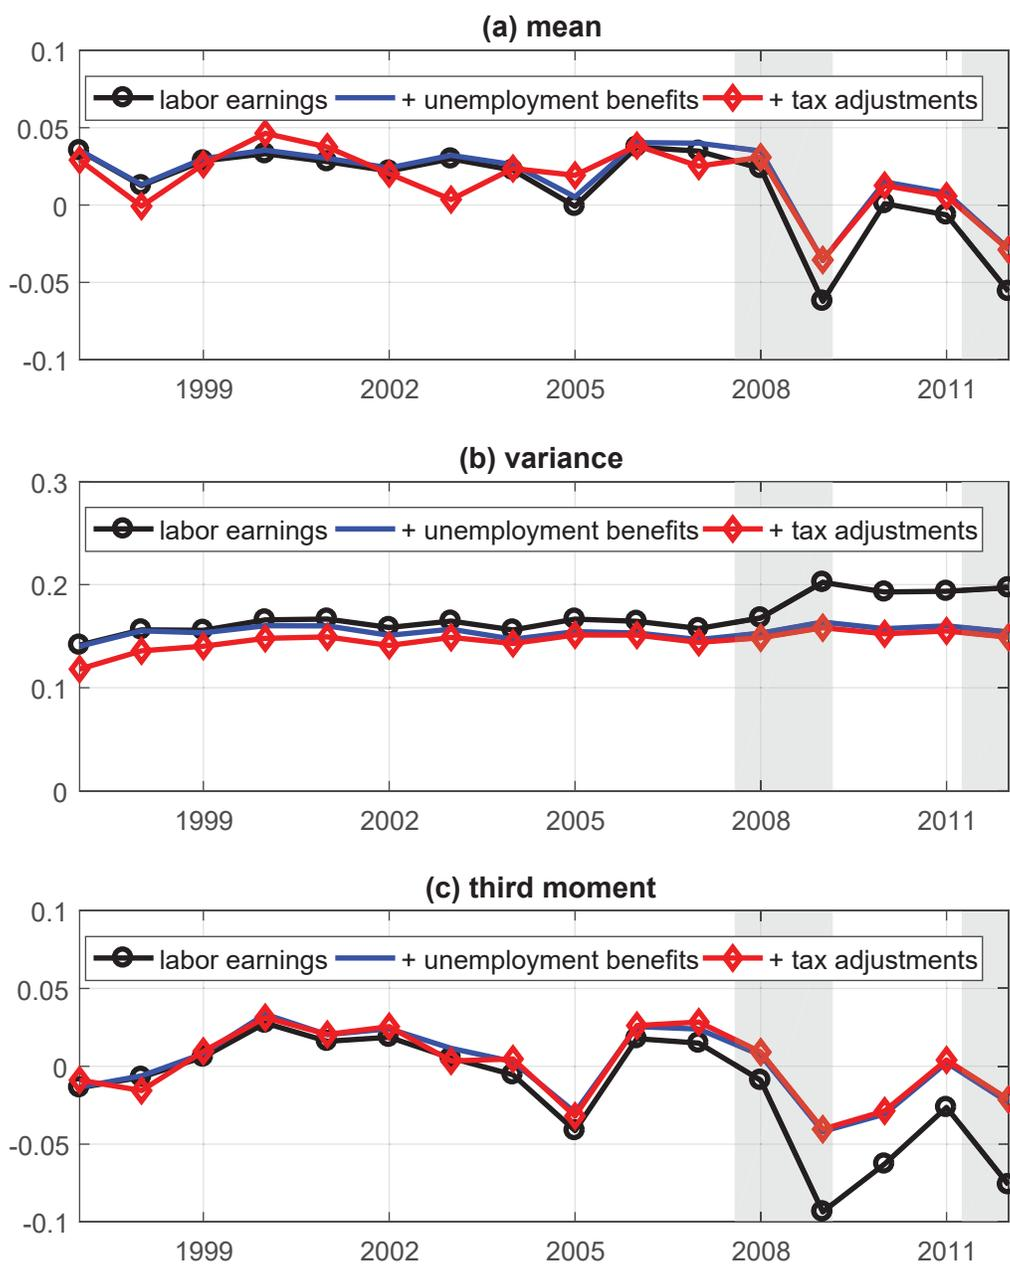 (a) mean
0.1
labor earnings + unemployment benefits + tax adjustments
0.05
0
-0.05
-0.1
1999 2002 2005 2008 2011
(b) variance
0.3
labor earnings + unemployment benefits + tax adjustments
0.2
0.1
0
1999 2002 2005 2008 2011
(c) third moment
0.1
labor earnings + unemployment benefits + tax adjustments
0.05
0
-0.05
-0.1
1999 2002 2005 2008 2011